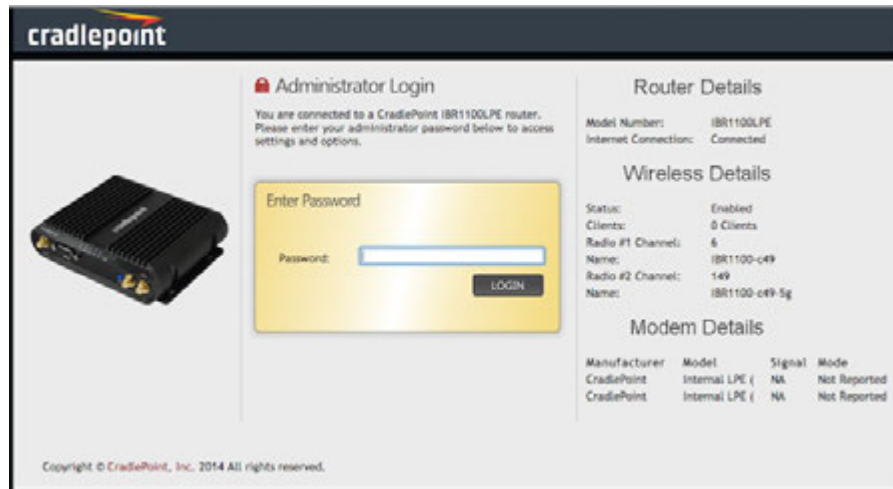 cradlepoint
Administrator Login
You are connected to a CradlePoint IBR1100LPE router.
Please enter your administrator password below to access
settings and options.
Enter Password
Password:
LOGIN
Router Details
Model Number: IBR1100LPE
Internet Connection: Connected
Wireless Details
Status: Enabled
Clients: 0 Clients
Radio #1 Channel: 6
Name: IBR1100-c49
Radio #2 Channel: 149
Name: IBR1100-c49-5g
Modem Details
Manufacturer Model Signal Mode
CradlePoint Internal LPE ( NA Not Reported
CradlePoint Internal LPE ( NA Not Reported
Copyright © CradlePoint, Inc. 2014 All rights reserved.